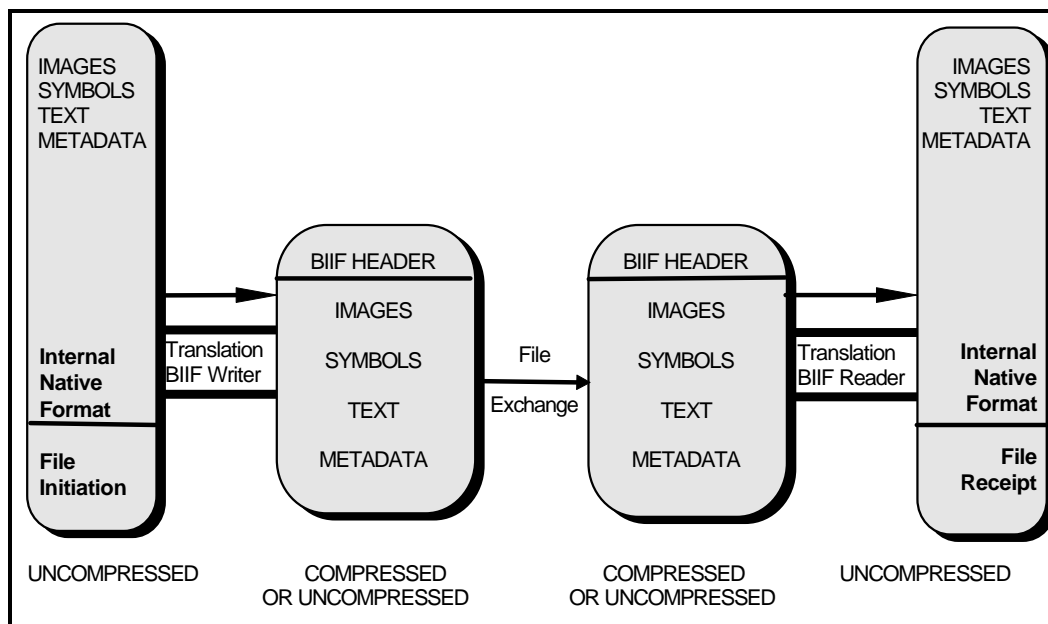 IMAGES
SYMBOLS
TEXT
METADATA
Internal
Native
Format
File
Initiation
UNCOMPRESSED
Translation
BIIF Writer
BIIF HEADER
IMAGES
SYMBOLS
TEXT
METADATA
COMPRESSED
OR UNCOMPRESSED
File
Exchange
BIIF HEADER
IMAGES
SYMBOLS
TEXT
METADATA
COMPRESSED
OR UNCOMPRESSED
Translation
BIIF Reader
IMAGES
SYMBOLS
TEXT
METADATA
Internal
Native
Format
File
Receipt
UNCOMPRESSED